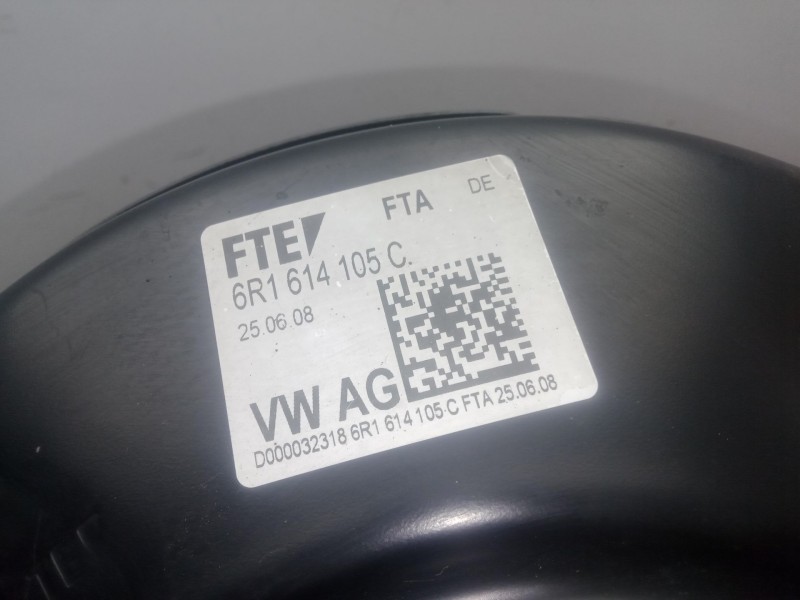 FTE FTA DE
6R1 614 105 C.
25.06.08
VW AG
D000032318 6R1 614 105 C FTA 25.06.08